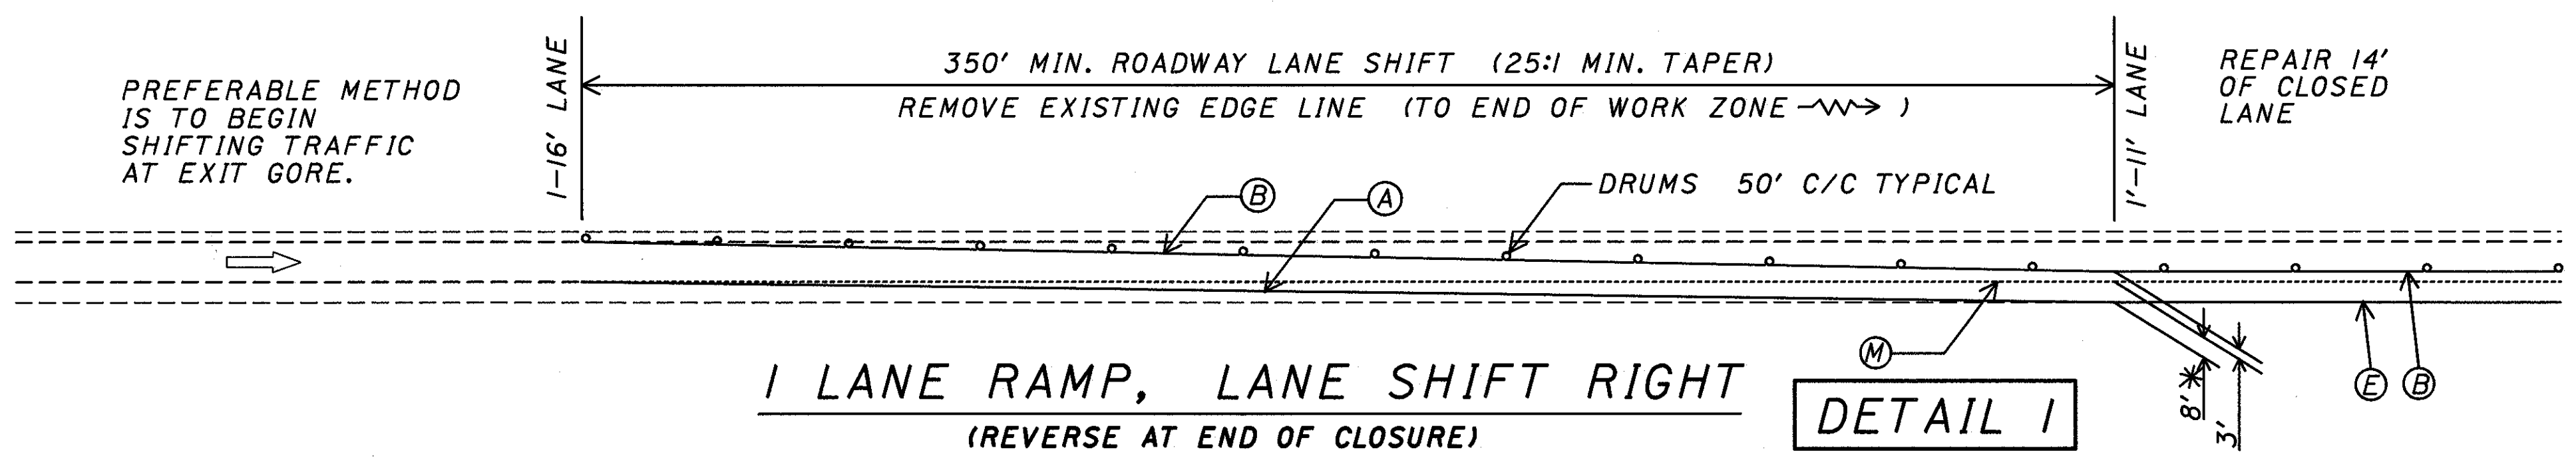 PREFERABLE METHOD
IS TO BEGIN
SHIFTING TRAFFIC
AT EXIT GORE.
1-16' LANE
350' MIN. ROADWAY LANE SHIFT (25:1 MIN. TAPER)
REMOVE EXISTING EDGE LINE (TO END OF WORK ZONE )
1'-11' LANE
REPAIR 14'
OF CLOSED
LANE
B
A
DRUMS 50' C/C TYPICAL
M
E
B
8'*
3'
1 LANE RAMP, LANE SHIFT RIGHT
(REVERSE AT END OF CLOSURE)
DETAIL 1